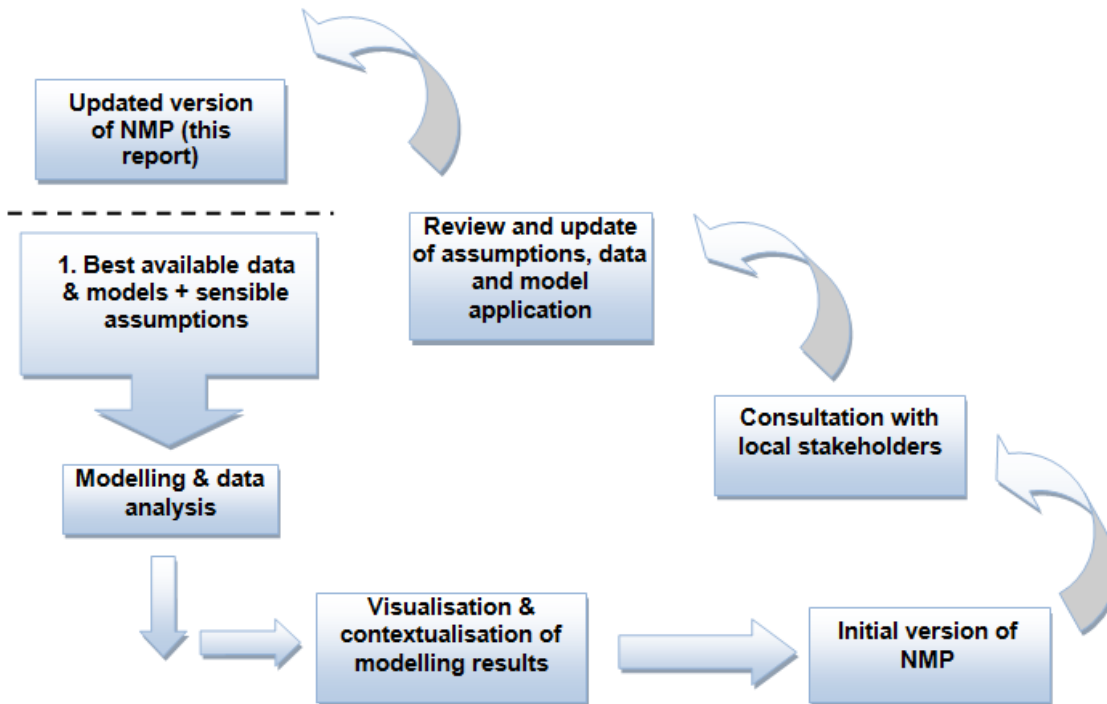 Updated version
of NMP (this
report)
1. Best available data
& models + sensible
assumptions
Modelling & data
analysis
Visualisation &
contextualisation of
modelling results
Initial version of
NMP
Consultation with
local stakeholders
Review and update
of assumptions, data
and model
application